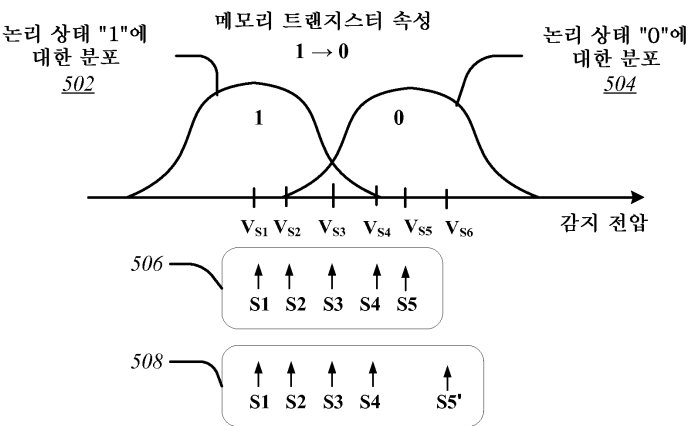 메모리 트랜지스터 속성
1 → 0
논리 상태 "1"에
대한 분포
502
논리 상태 "0"에
대한 분포
504
1
0
VS1 VS2 VS3 VS4 VS5 VS6
감지 전압
506
S1 S2 S3 S4 S5
508
S1 S2 S3 S4 S5'